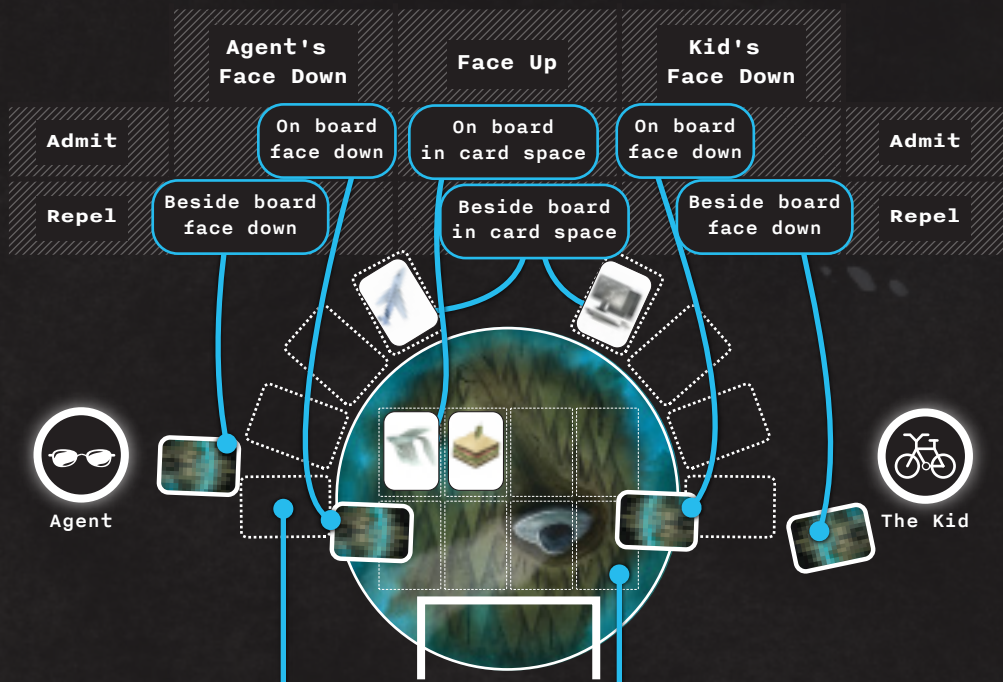 Agent's
Face Down
Face Up
Kid's
Face Down
Admit
On board
face down
On board
in card space
On board
face down
Admit
Repel
Beside board
face down
Beside board
in card space
Beside board
face down
Repel
Agent
The Kid